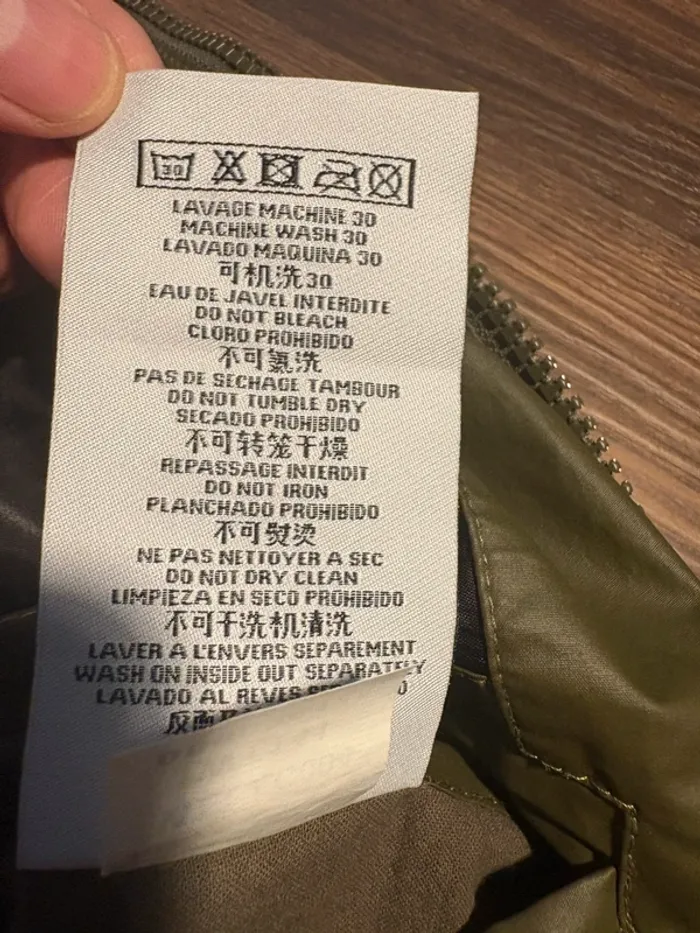 30
LAVAGE MACHINE 30
MACHINE WASH 30
LAVADO MAQUINA 30
可机洗30
EAU DE JAVEL INTERDITE
DO NOT BLEACH
CLORO PROHIBIDO
不可氯洗
PAS DE SECHAGE TAMBOUR
DO NOT TUMBLE DRY
SECADO PROHIBIDO
不可转笼干燥
REPASSAGE INTERDIT
DO NOT IRON
PLANCHADO PROHIBIDO
不可熨烫
NE PAS NETTOYER A SEC
DO NOT DRY CLEAN
LIMPIEZA EN SECO PROHIBIDO
不可干洗机清洗
LAVER A L'ENVERS SEPAREMENT
WASH ON INSIDE OUT SEPARATELY
LAVADO AL REVES
反面